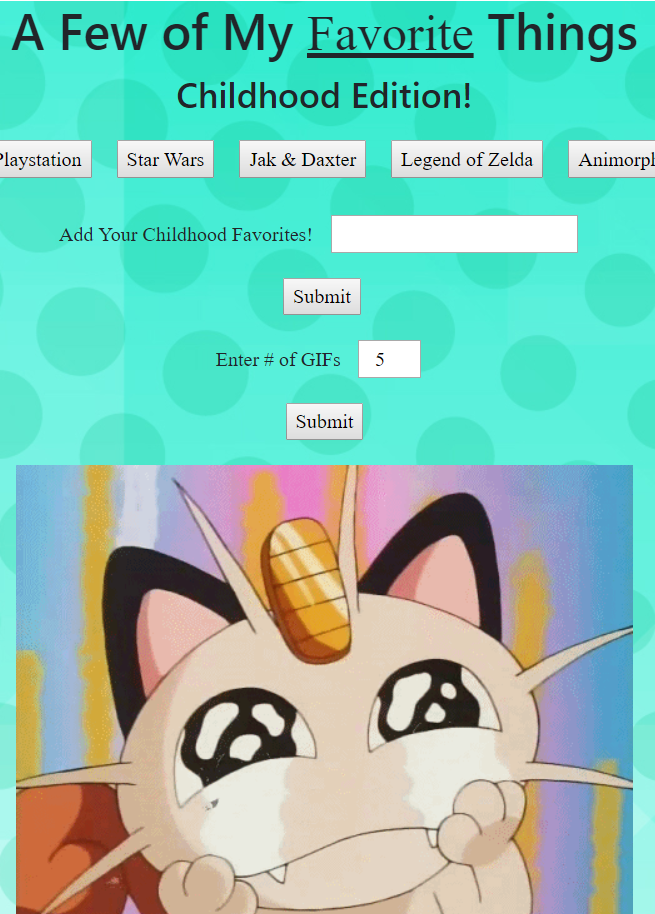 A Few of My Favorite Things
Childhood Edition!
Playstation Star Wars Jak & Daxter Legend of Zelda Animorph
Add Your Childhood Favorites!
Submit
Enter # of GIFs 5
Submit